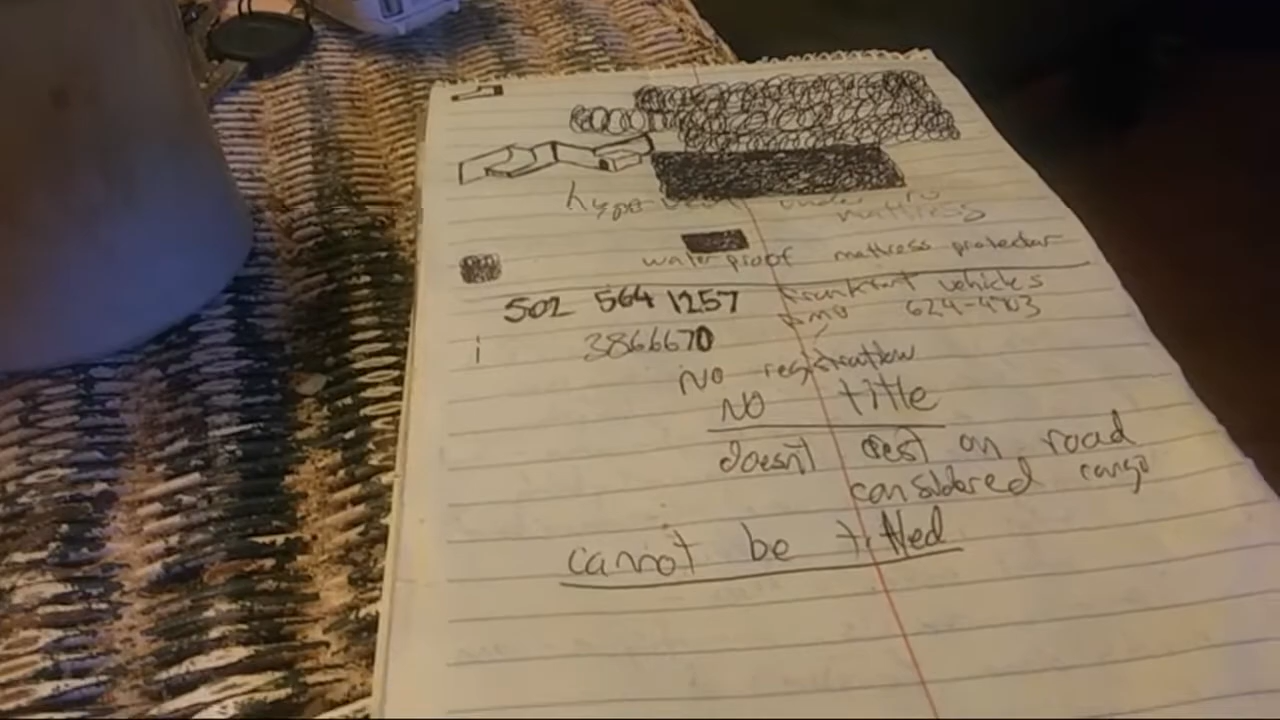 hypo under
mattress
waterproof mattress protector
502 564 1257 frankfort vehicles
i 3866670 624-4703
NO registration
NO title
doesn't rest on road
considered cargo
cannot be titled